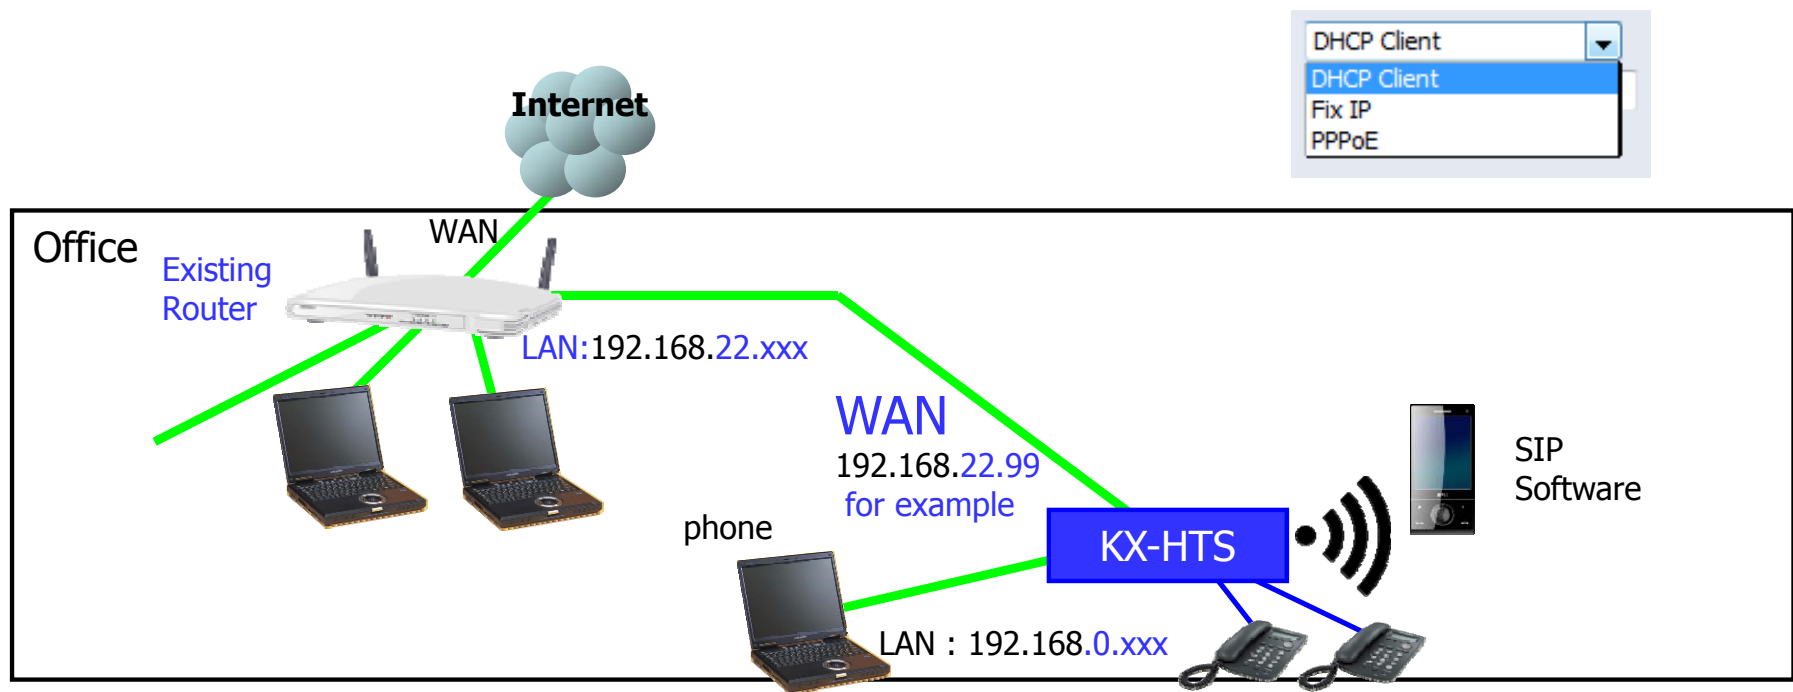 DHCP Client
DHCP Client
Fix IP
PPPoE
Internet
WAN
Office
Existing
Router
LAN:192.168.22.xxx
WAN
192.168.22.99
for example
SIP
Software
phone
KX-HTS
LAN : 192.168.0.xxx